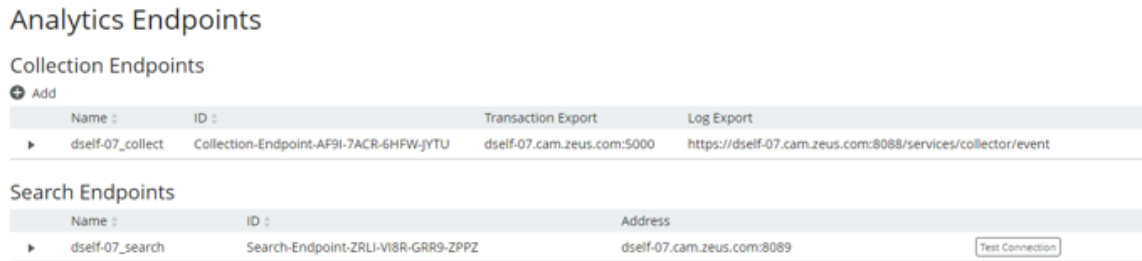 Analytics Endpoints
Collection Endpoints
Add
Name ID Transaction Export Log Export
dself-07_collect Collection-Endpoint-AF9I-7ACR-6HFW-JYTU dself-07.cam.zeus.com:5000 https://dself-07.cam.zeus.com:8088/services/collector/event
Search Endpoints
Name ID Address
dself-07_search Search-Endpoint-ZRLI-VI8R-GRR9-ZPPZ dself-07.cam.zeus.com:8089 Test Connection